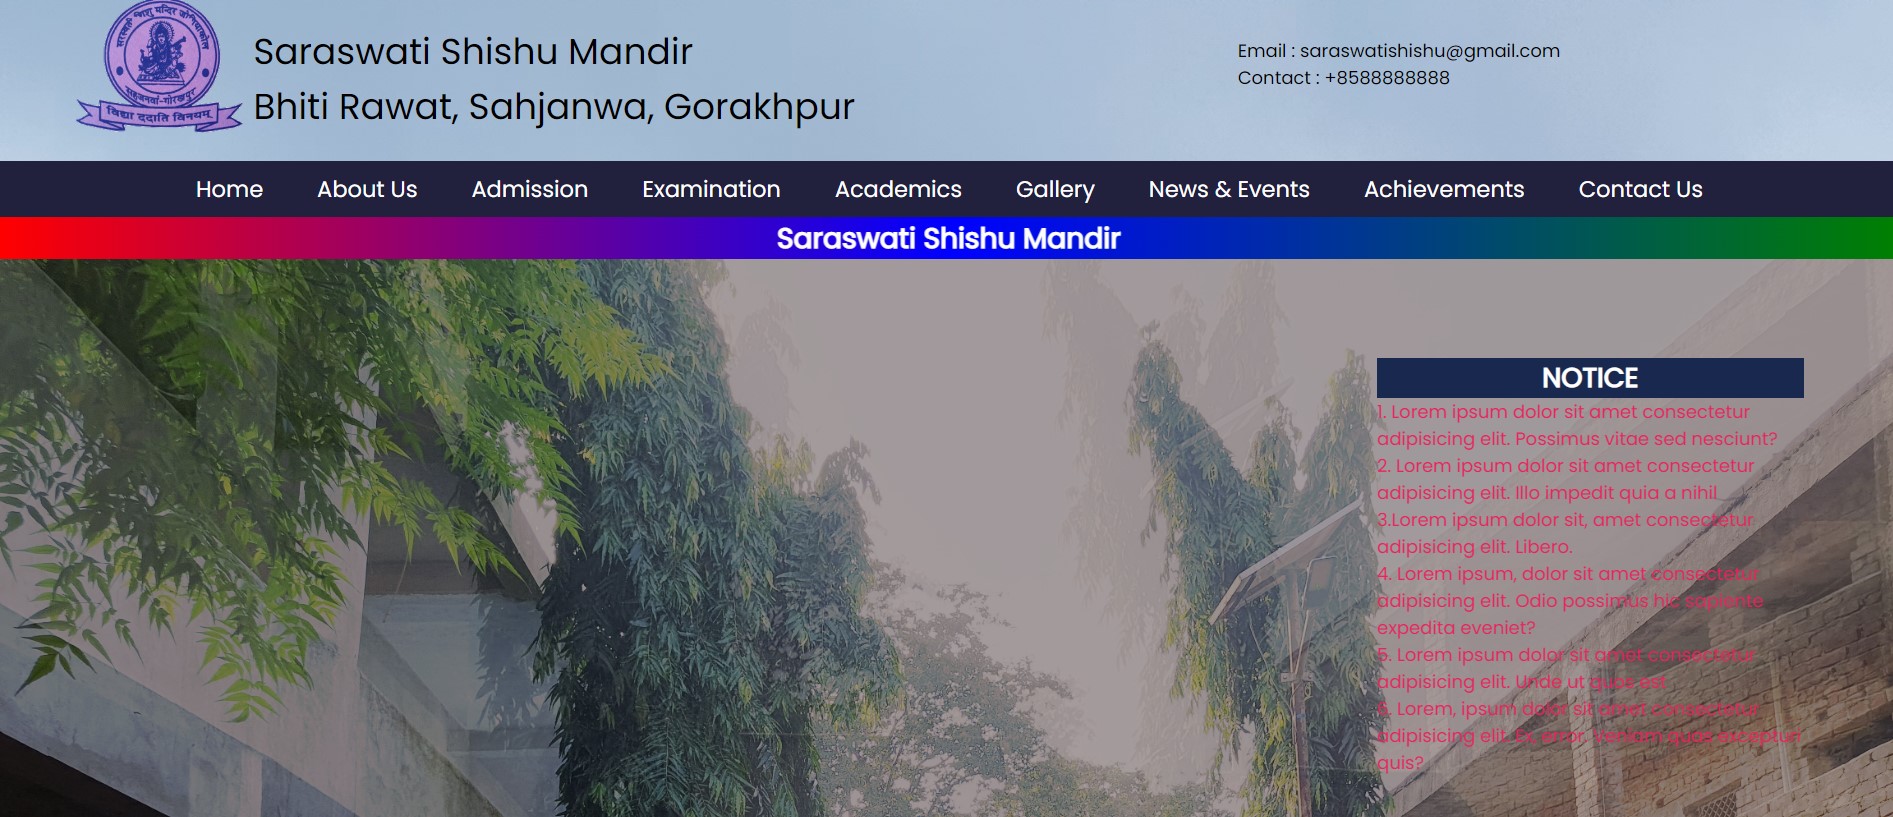 सरस्वती शिशु मन्दिर जोगियाकोल
सहजनवां-गोरखपुर
विद्या ददाति विनयम्
Saraswati Shishu Mandir
Bhiti Rawat, Sahjanwa, Gorakhpur
Email : saraswatishishu@gmail.com
Contact : +8588888888
Home About Us Admission Examination Academics Gallery News & Events Achievements Contact Us
Saraswati Shishu Mandir
NOTICE
1. Lorem ipsum dolor sit amet consectetur
adipisicing elit. Possimus vitae sed nesciunt?
2. Lorem ipsum dolor sit amet consectetur
adipisicing elit. Illo impedit quia a nihil
3.Lorem ipsum dolor sit, amet consectetur
adipisicing elit. Libero.
4. Lorem ipsum, dolor sit amet consectetur
adipisicing elit. Odio possimus hic sapiente
expedita eveniet?
5. Lorem ipsum dolor sit amet consectetur
adipisicing elit. Unde ut quos est
6. Lorem, ipsum dolor sit amet consectetur
adipisicing elit. Ex, error. Veniam quas excepturi
quis?